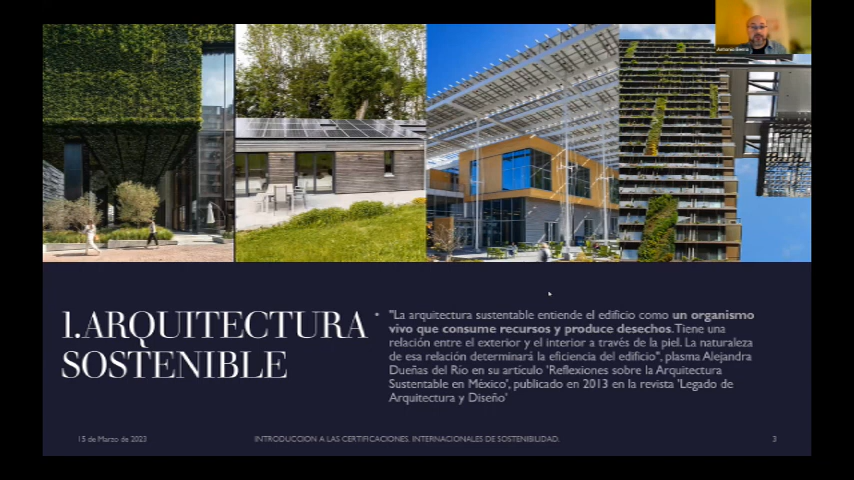 Antonio Sierra
1.ARQUITECTURA
SOSTENIBLE
• "La arquitectura sustentable entiende el edificio como un organismo
vivo que consume recursos y produce desechos. Tiene una
relación entre el exterior y el interior a través de la piel. La naturaleza
de esa relación determinará la eficiencia del edificio", plasma Alejandra
Dueñas del Río en su artículo 'Reflexiones sobre la Arquitectura
Sustentable en México', publicado en 2013 en la revista 'Legado de
Arquitectura y Diseño'
15 de Marzo de 2023
INTRODUCCION A LAS CERTIFICACIONES. INTERNACIONALES DE SOSTENIBILIDAD.
3